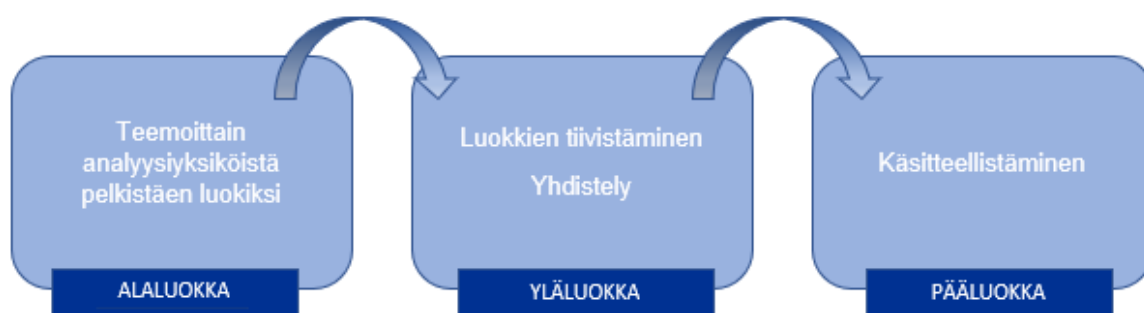 Teemoittain
analyysiyksiköistä
pelkistäen luokiksi
ALALUOKKA
Luokkien tiivistäminen
Yhdistely
YLÄLUOKKA
Käsitteellistäminen
PÄÄLUOKKA